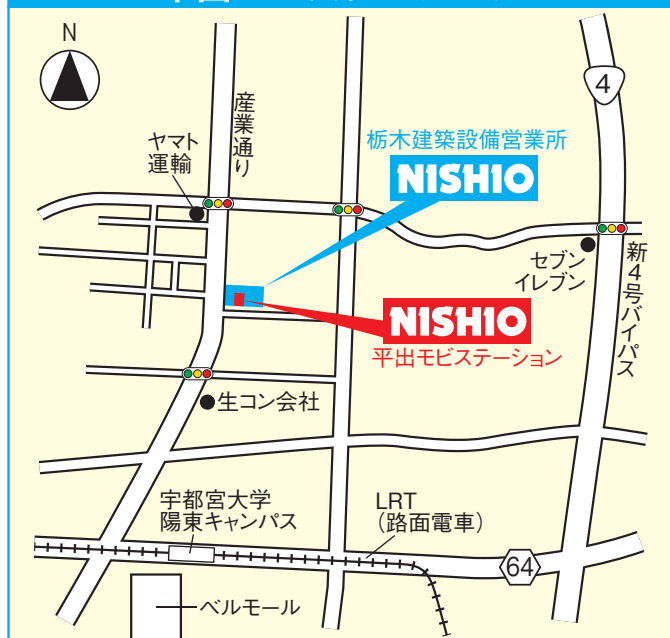 N
4
産業通り
ヤマト
運輸
栃木建築設備営業所
NISHIO
セブン
イレブン
新4号バイパス
NISHIO
平出モビステーション
生コン会社
宇都宮大学
陽東キャンパス
LRT
(路面電車)
64
ベルモール